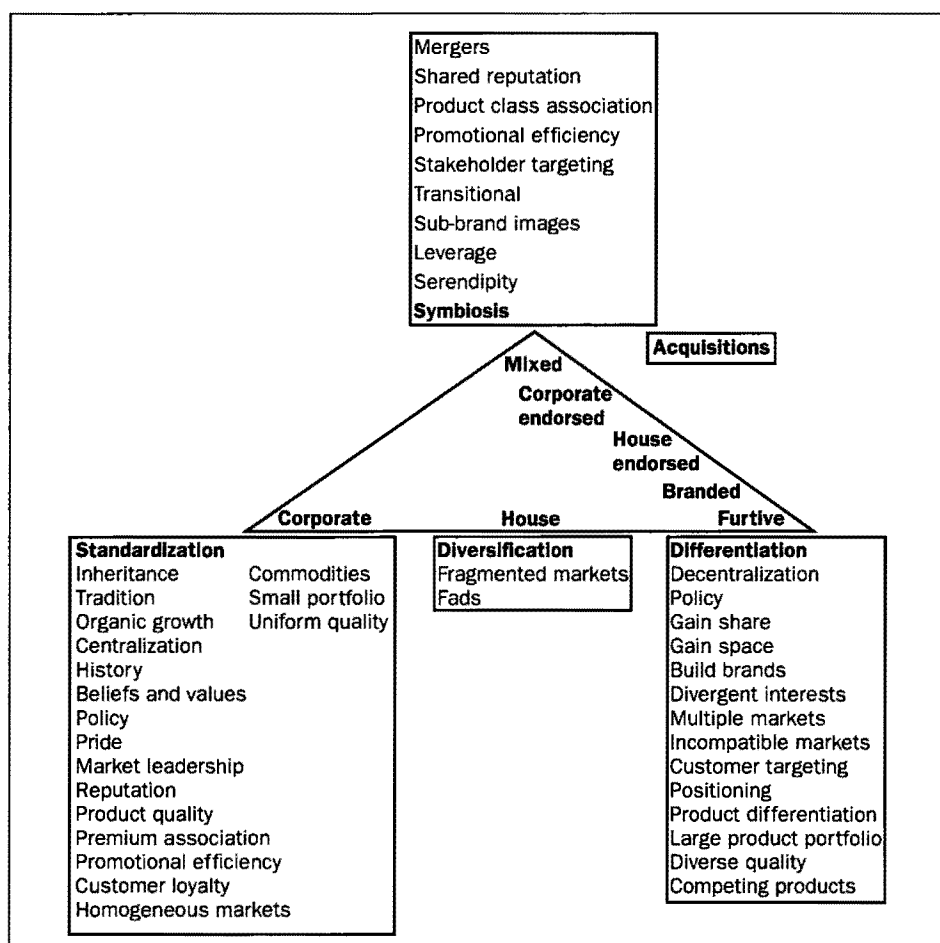 Mergers
Shared reputation
Product class association
Promotional efficiency
Stakeholder targeting
Transitional
Sub-brand images
Leverage
Serendipity
Symbiosis
Acquisitions
Mixed
Corporate
endorsed
House
endorsed
Branded
Corporate
House
Furtive
Standardization
Inheritance Commodities
Tradition Small portfolio
Organic growth Uniform quality
Centralization
History
Beliefs and values
Policy
Pride
Market leadership
Reputation
Product quality
Premium association
Promotional efficiency
Customer loyalty
Homogeneous markets
Diversification
Fragmented markets
Fads
Differentiation
Decentralization
Policy
Gain share
Gain space
Build brands
Divergent interests
Multiple markets
Incompatible markets
Customer targeting
Positioning
Product differentiation
Large product portfolio
Diverse quality
Competing products